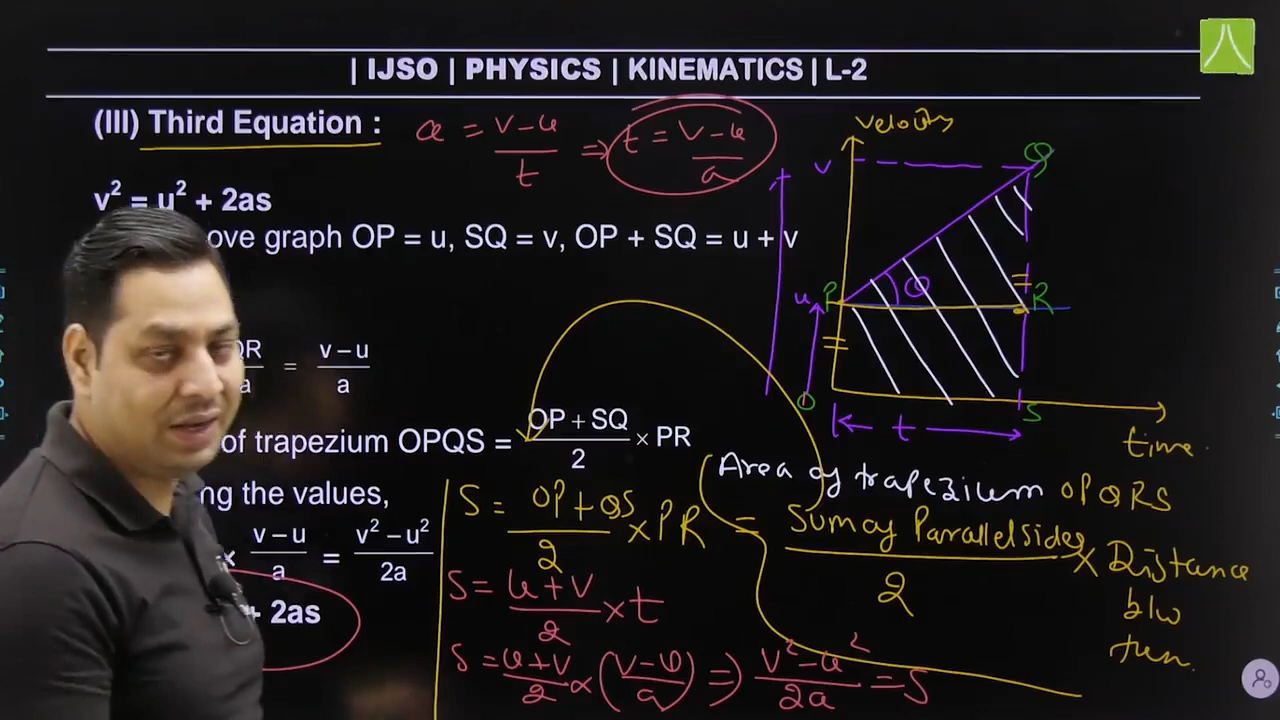 | IJSO | PHYSICS | KINEMATICS | L-2
(III) Third Equation :
a = v-u / t ⇒ t = v-u / a
v² = u² + 2as
ove graph OP = u, SQ = v, OP + SQ = u + v
QR / a = v – u / a
of trapezium OPQS = OP + SQ / 2 × PR
ng the values,
× v – u / a = v² – u² / 2a
+ 2as
Velocity
v
Q
u
P
θ
R
O
S
t
time
Area of trapezium OPQRS
= Sum of Parallel sides / 2 × Distance
b/w
them.
S = OP + QS / 2 × PR
S = u+v / 2 × t
S = u+v / 2 × (v-u / a) ⇒ v² - u² / 2a = S